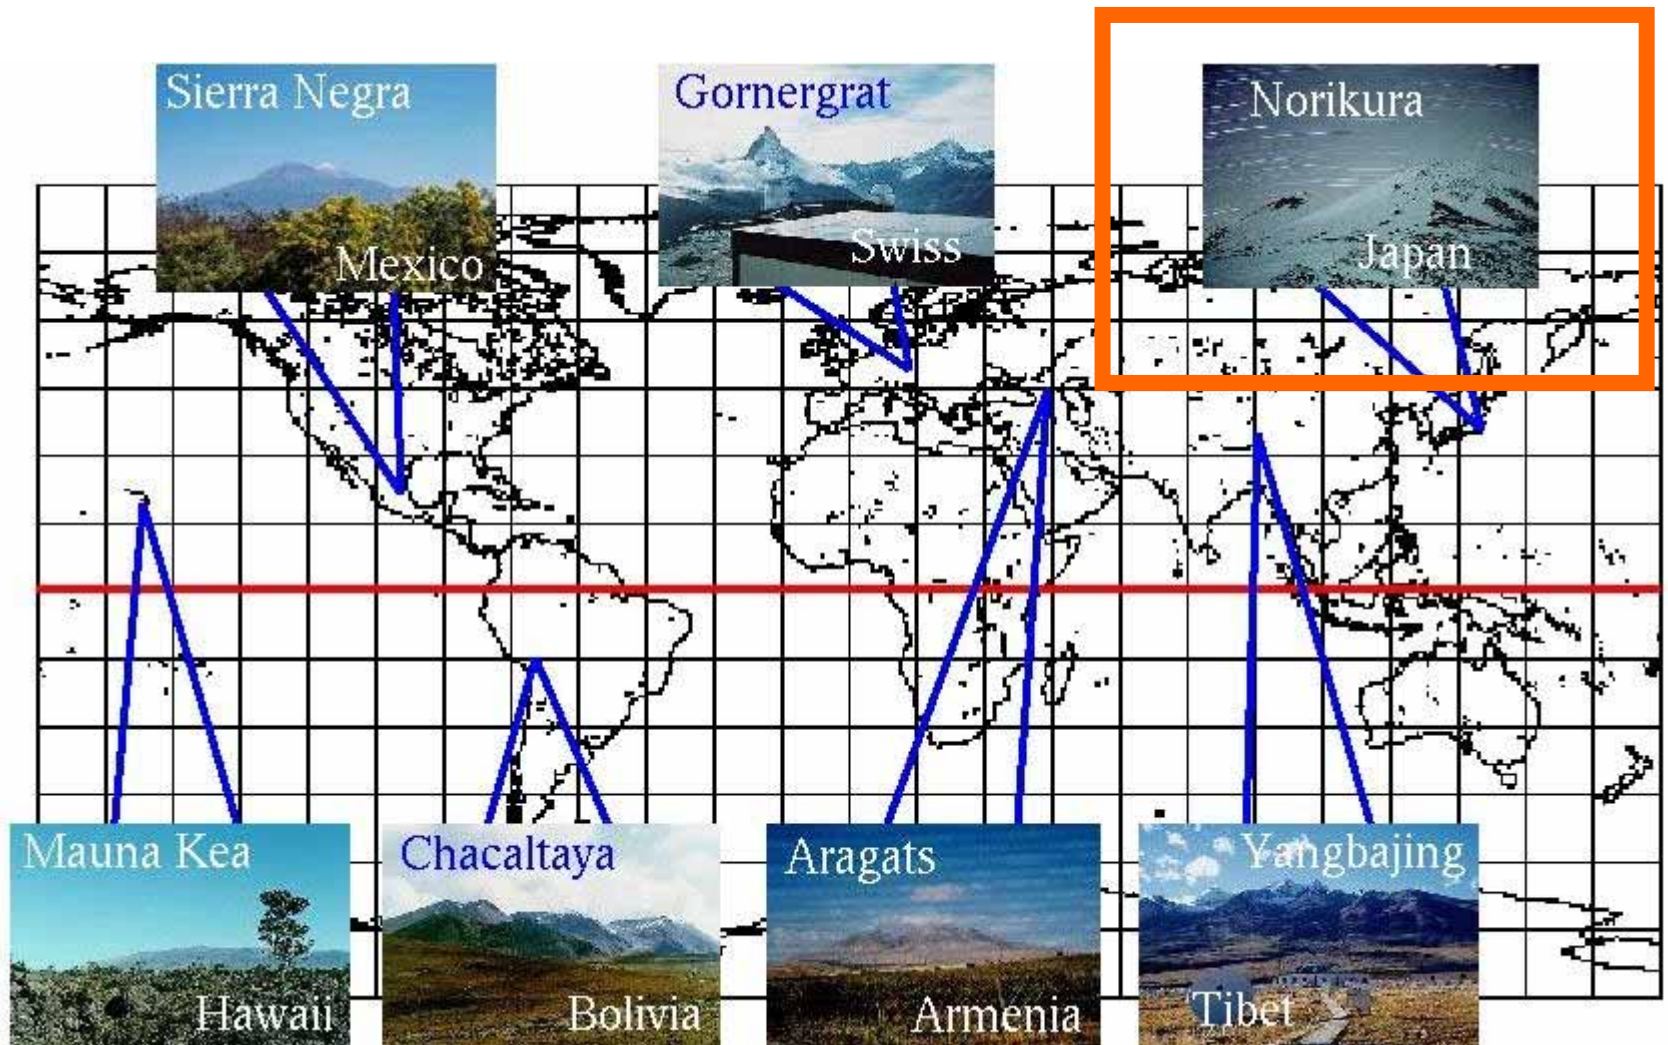 Sierra Negra
Mexico
Gornergrat
Swiss
Norikura
Japan
Mauna Kea
Hawaii
Chacaltaya
Bolivia
Aragats
Armenia
Yangbajing
Tibet